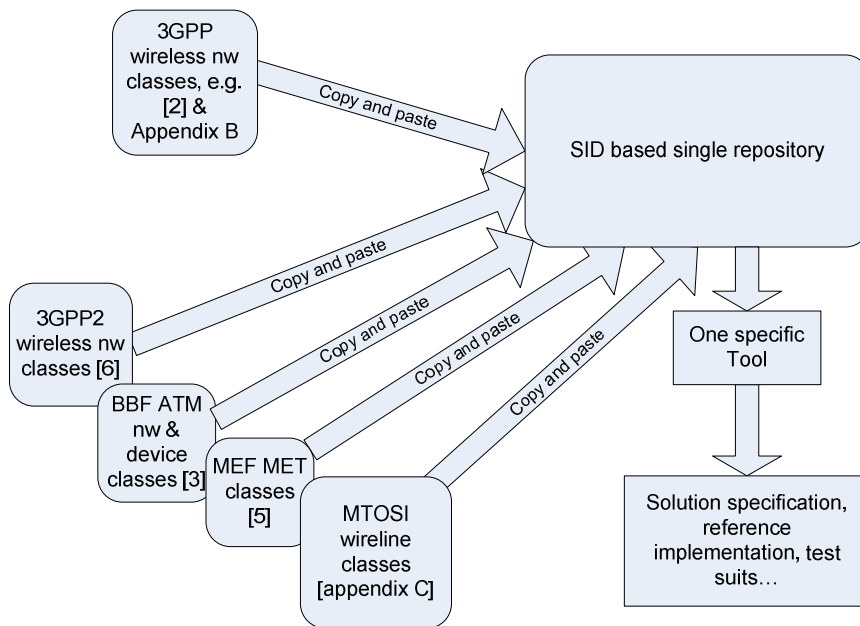 3GPP
wireless nw
classes, e.g.
[2] &
Appendix B
Copy and paste
SID based single repository
Copy and paste
Copy and paste
Copy and paste
Copy and paste
3GPP2
wireless nw
classes [6]
BBF ATM
nw &
device
classes [3]
MEF MET
classes
[5]
MTOSI
wireline
classes
[appendix C]
One specific
Tool
Solution specification,
reference
implementation, test
suits…